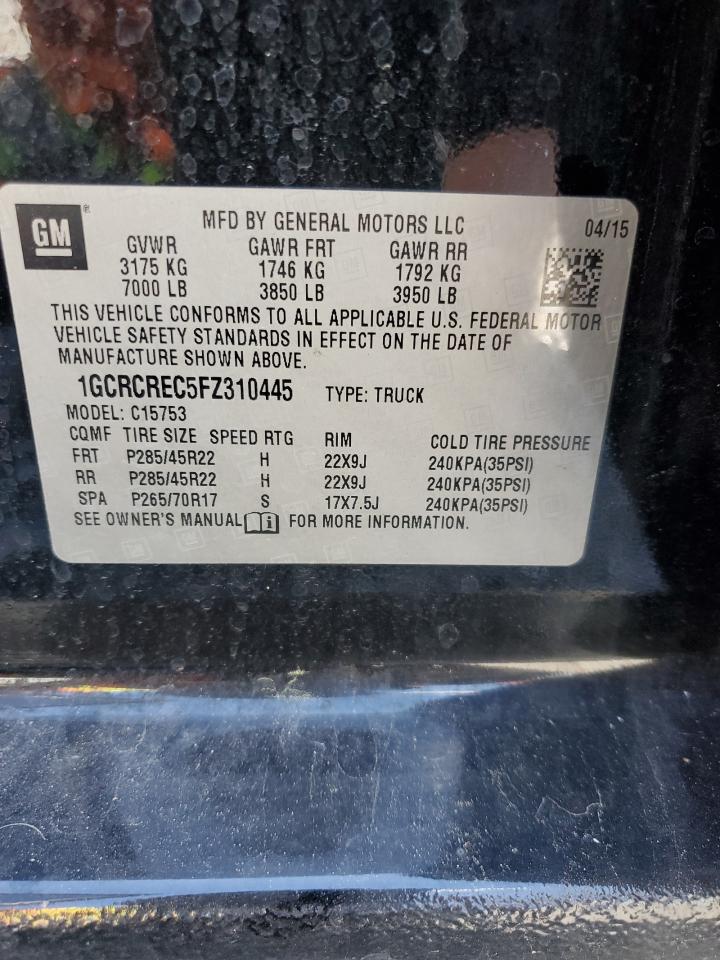 GM ®
MFD BY GENERAL MOTORS LLC 04/15
GVWR GAWR FRT GAWR RR
3175 KG 1746 KG 1792 KG
7000 LB 3850 LB 3950 LB
THIS VEHICLE CONFORMS TO ALL APPLICABLE U.S. FEDERAL MOTOR
VEHICLE SAFETY STANDARDS IN EFFECT ON THE DATE OF
MANUFACTURE SHOWN ABOVE.
1GCRCREC5FZ310445 TYPE: TRUCK
MODEL: C15753
CQMF TIRE SIZE SPEED RTG RIM COLD TIRE PRESSURE
FRT P285/45R22 H 22X9J 240KPA(35PSI)
RR P285/45R22 H 22X9J 240KPA(35PSI)
SPA P265/70R17 S 17X7.5J 240KPA(35PSI)
SEE OWNER'S MANUAL i FOR MORE INFORMATION.